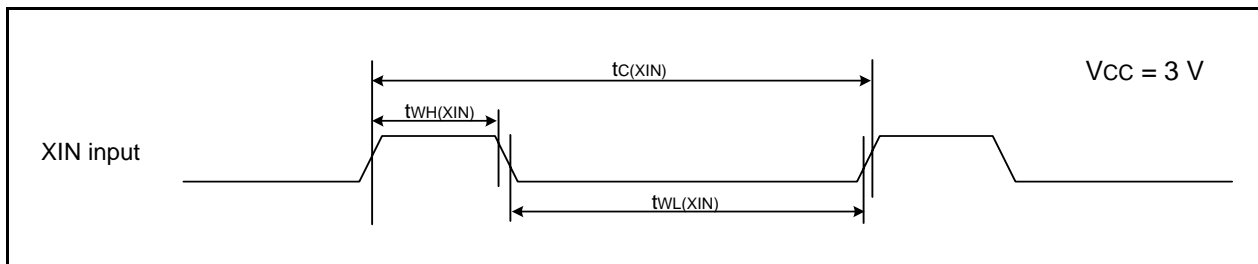 tC(XIN)
VCC = 3 V
tWH(XIN)
XIN input
tWL(XIN)